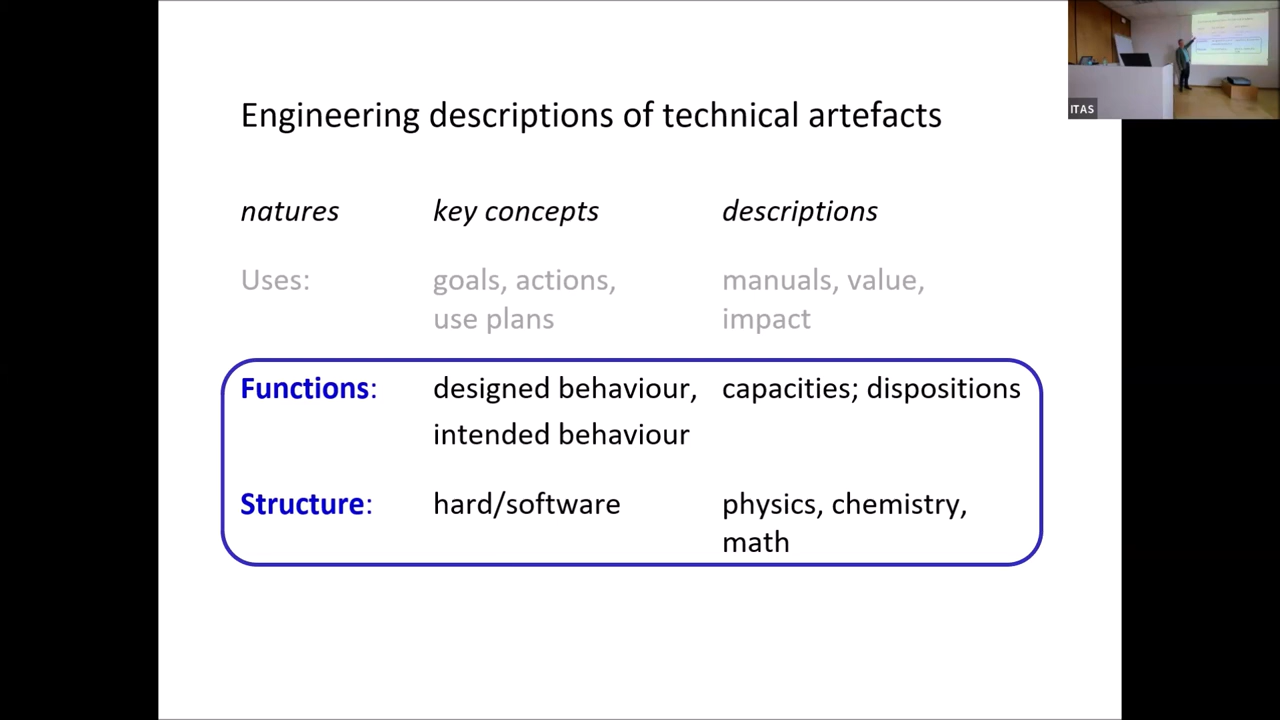 Engineering descriptions of technical artefacts
natures key concepts descriptions
Uses: goals, actions, manuals, value,
use plans impact
Functions: designed behaviour, capacities; dispositions
intended behaviour
Structure: hard/software physics, chemistry,
math
ITAS